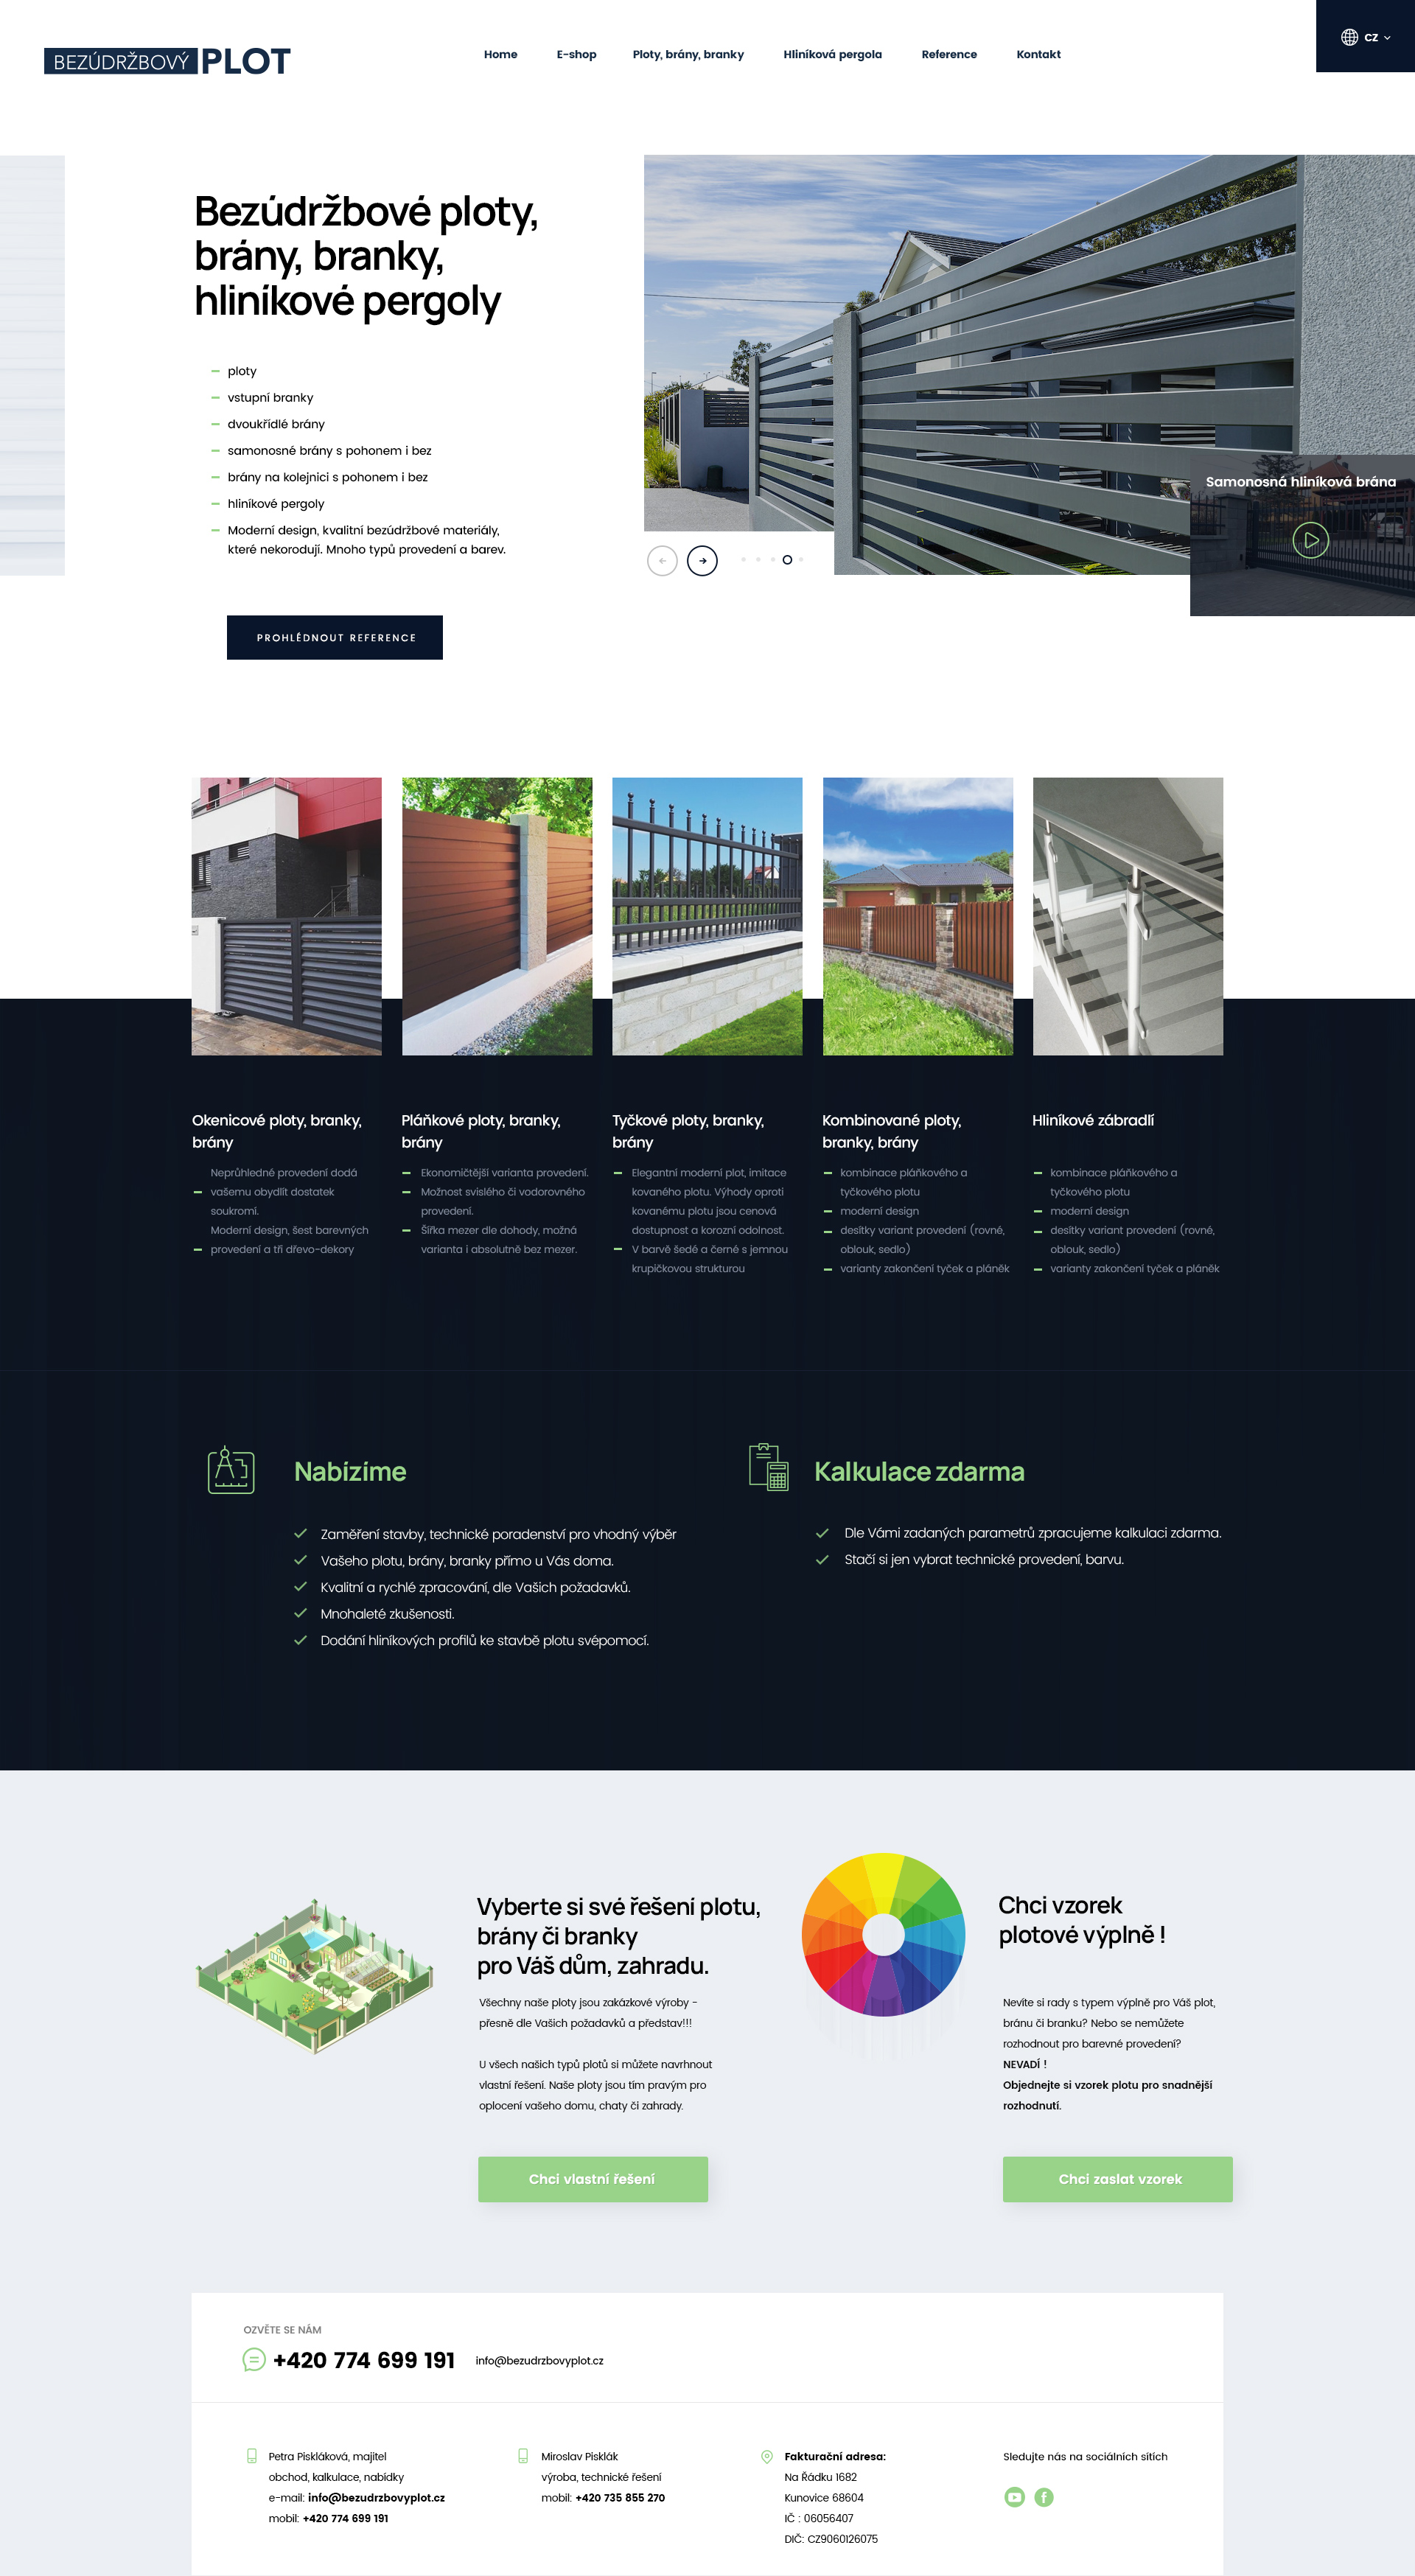 BEZÚDRŽBOVÝ PLOT
Home
E-shop
Ploty, brány, branky
Hliníková pergola
Reference
Kontakt
CZ
Bezúdržbové ploty,
brány, branky,
hliníkové pergoly
ploty
vstupní branky
dvoukřídlé brány
samonosné brány s pohonem i bez
brány na kolejnici s pohonem i bez
hliníkové pergoly
Moderní design, kvalitní bezúdržbové materiály,
které nekorodují. Mnoho typů provedení a barev.
PROHLÉDNOUT REFERENCE
Samonosná hliníková brána
Okenicové ploty, branky,
brány
Neprůhledné provedení dodá
vašemu obydlít dostatek
soukromí.
Moderní design, šest barevných
provedení a tři dřevo-dekory
Pláňkové ploty, branky,
brány
Ekonomičtější varianta provedení.
Možnost svislého či vodorovného
provedení.
Šířka mezer dle dohody, možná
varianta i absolutně bez mezer.
Tyčkové ploty, branky,
brány
Elegantní moderní plot, imitace
kovaného plotu. Výhody oproti
kovanému plotu jsou cenová
dostupnost a korozní odolnost.
V barvě šedé a černé s jemnou
krupičkovou strukturou
Kombinované ploty,
branky, brány
kombinace pláňkového a
tyčkového plotu
moderní design
desítky variant provedení (rovné,
oblouk, sedlo)
varianty zakončení tyček a pláněk
Hliníkové zábradlí
kombinace pláňkového a
tyčkového plotu
moderní design
desítky variant provedení (rovné,
oblouk, sedlo)
varianty zakončení tyček a pláněk
Nabízíme
Zaměření stavby, technické poradenství pro vhodný výběr
Vašeho plotu, brány, branky přímo u Vás doma.
Kvalitní a rychlé zpracování, dle Vašich požadavků.
Mnohaleté zkušenosti.
Dodání hliníkových profilů ke stavbě plotu svépomocí.
Kalkulace zdarma
Dle Vámi zadaných parametrů zpracujeme kalkulaci zdarma.
Stačí si jen vybrat technické provedení, barvu.
Vyberte si své řešení plotu,
brány či branky
pro Váš dům, zahradu.
Všechny naše ploty jsou zakázkové výroby -
přesně dle Vašich požadavků a představ!!!
U všech našich typů plotů si můžete navrhnout
vlastní řešení. Naše ploty jsou tím pravým pro
oplocení vašeho domu, chaty či zahrady.
Chci vlastní řešení
Chci vzorek
plotové výplně !
Nevíte si rady s typem výplně pro Váš plot,
bránu či branku? Nebo se nemůžete
rozhodnout pro barevné provedení?
NEVADÍ !
Objednejte si vzorek plotu pro snadnější
rozhodnutí.
Chci zaslat vzorek
OZVĚTE SE NÁM
+420 774 699 191
info@bezudrzbovyplot.cz
Petra Piskláková, majitel
obchod, kalkulace, nabídky
e-mail: info@bezudrzbovyplot.cz
mobil: +420 774 699 191
Miroslav Pisklák
výroba, technické řešení
mobil: +420 735 855 270
Fakturační adresa:
Na Řádku 1682
Kunovice 68604
IČ : 06056407
DIČ: CZ9060126075
Sledujte nás na sociálních sítích